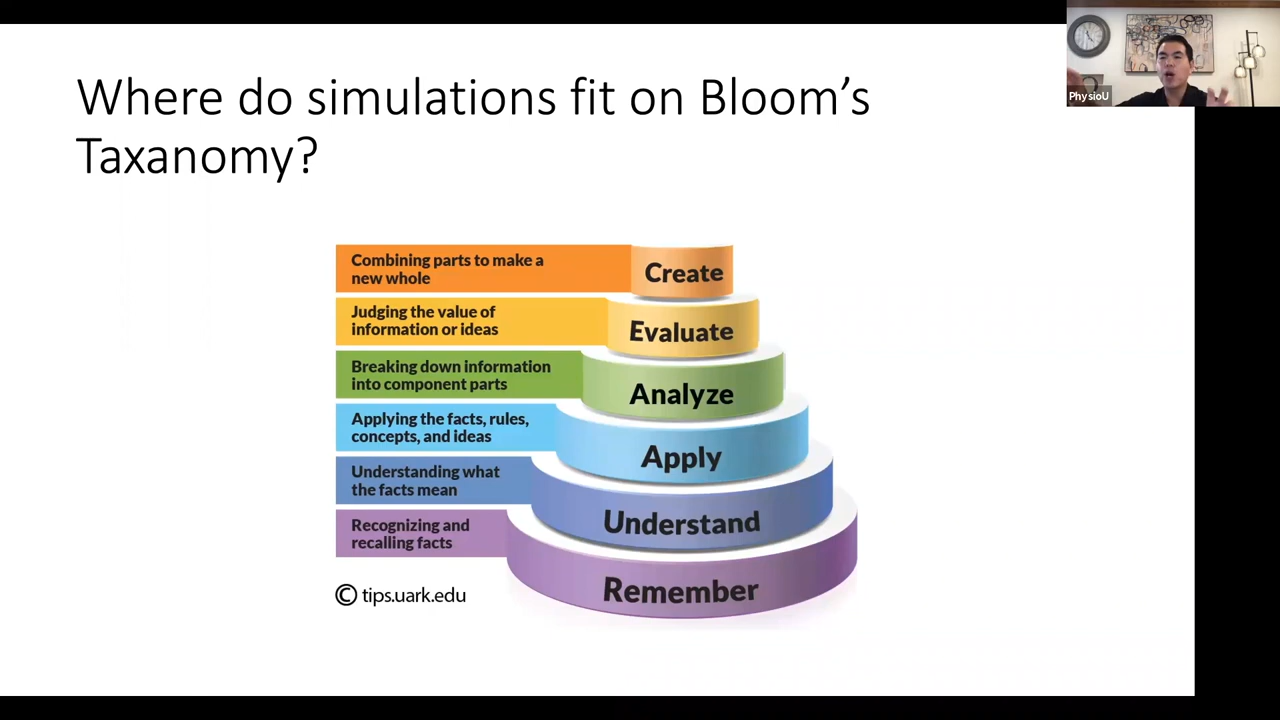 Where do simulations fit on Bloom's
Taxanomy?
PhysioU
Combining parts to make a
new whole
Create
Judging the value of
information or ideas
Evaluate
Breaking down information
into component parts
Analyze
Applying the facts, rules,
concepts, and ideas
Apply
Understanding what
the facts mean
Understand
Recognizing and
recalling facts
Remember
© tips.uark.edu